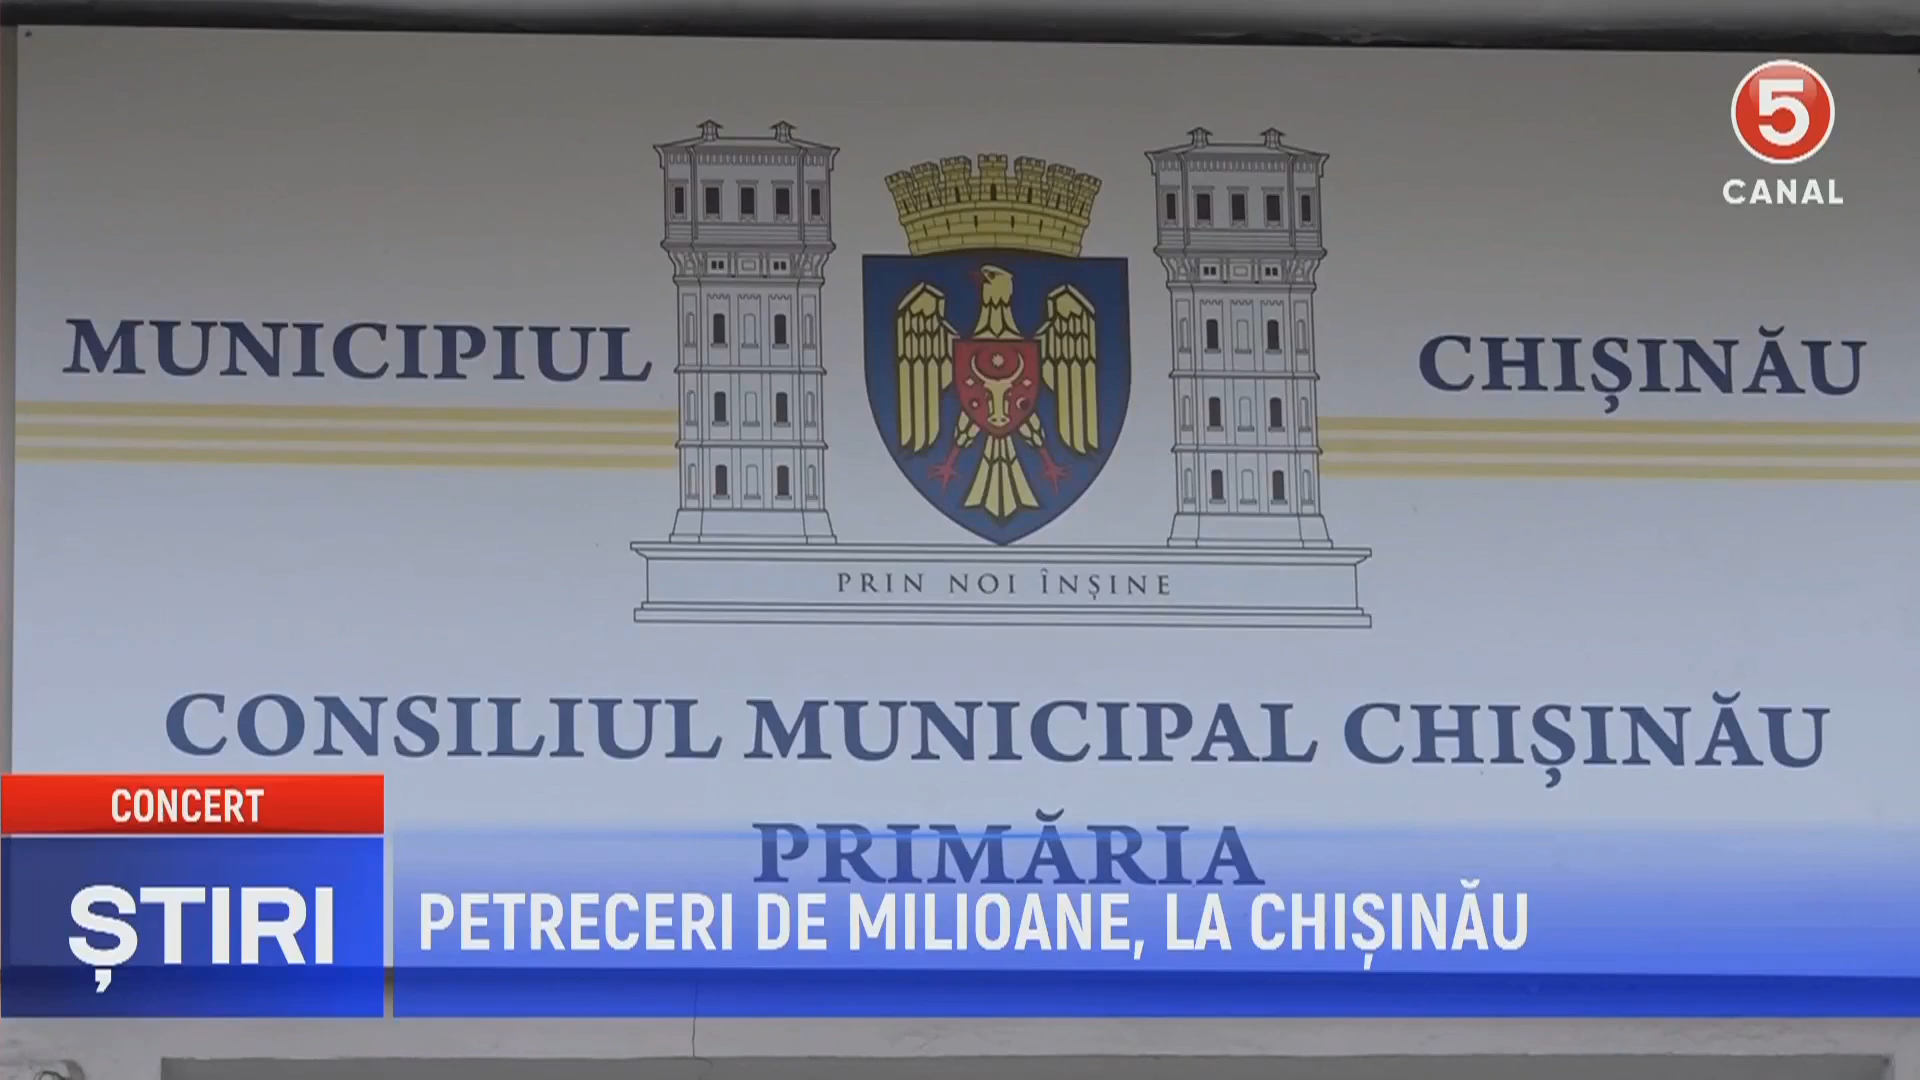 5
CANAL
MUNICIPIUL
CHIȘINĂU
PRIN NOI ÎNȘINE
CONSILIUL MUNICIPAL CHIȘINĂU
PRIMĂRIA
CONCERT
ȘTIRI
PETRECERI DE MILIOANE, LA CHIȘINĂU